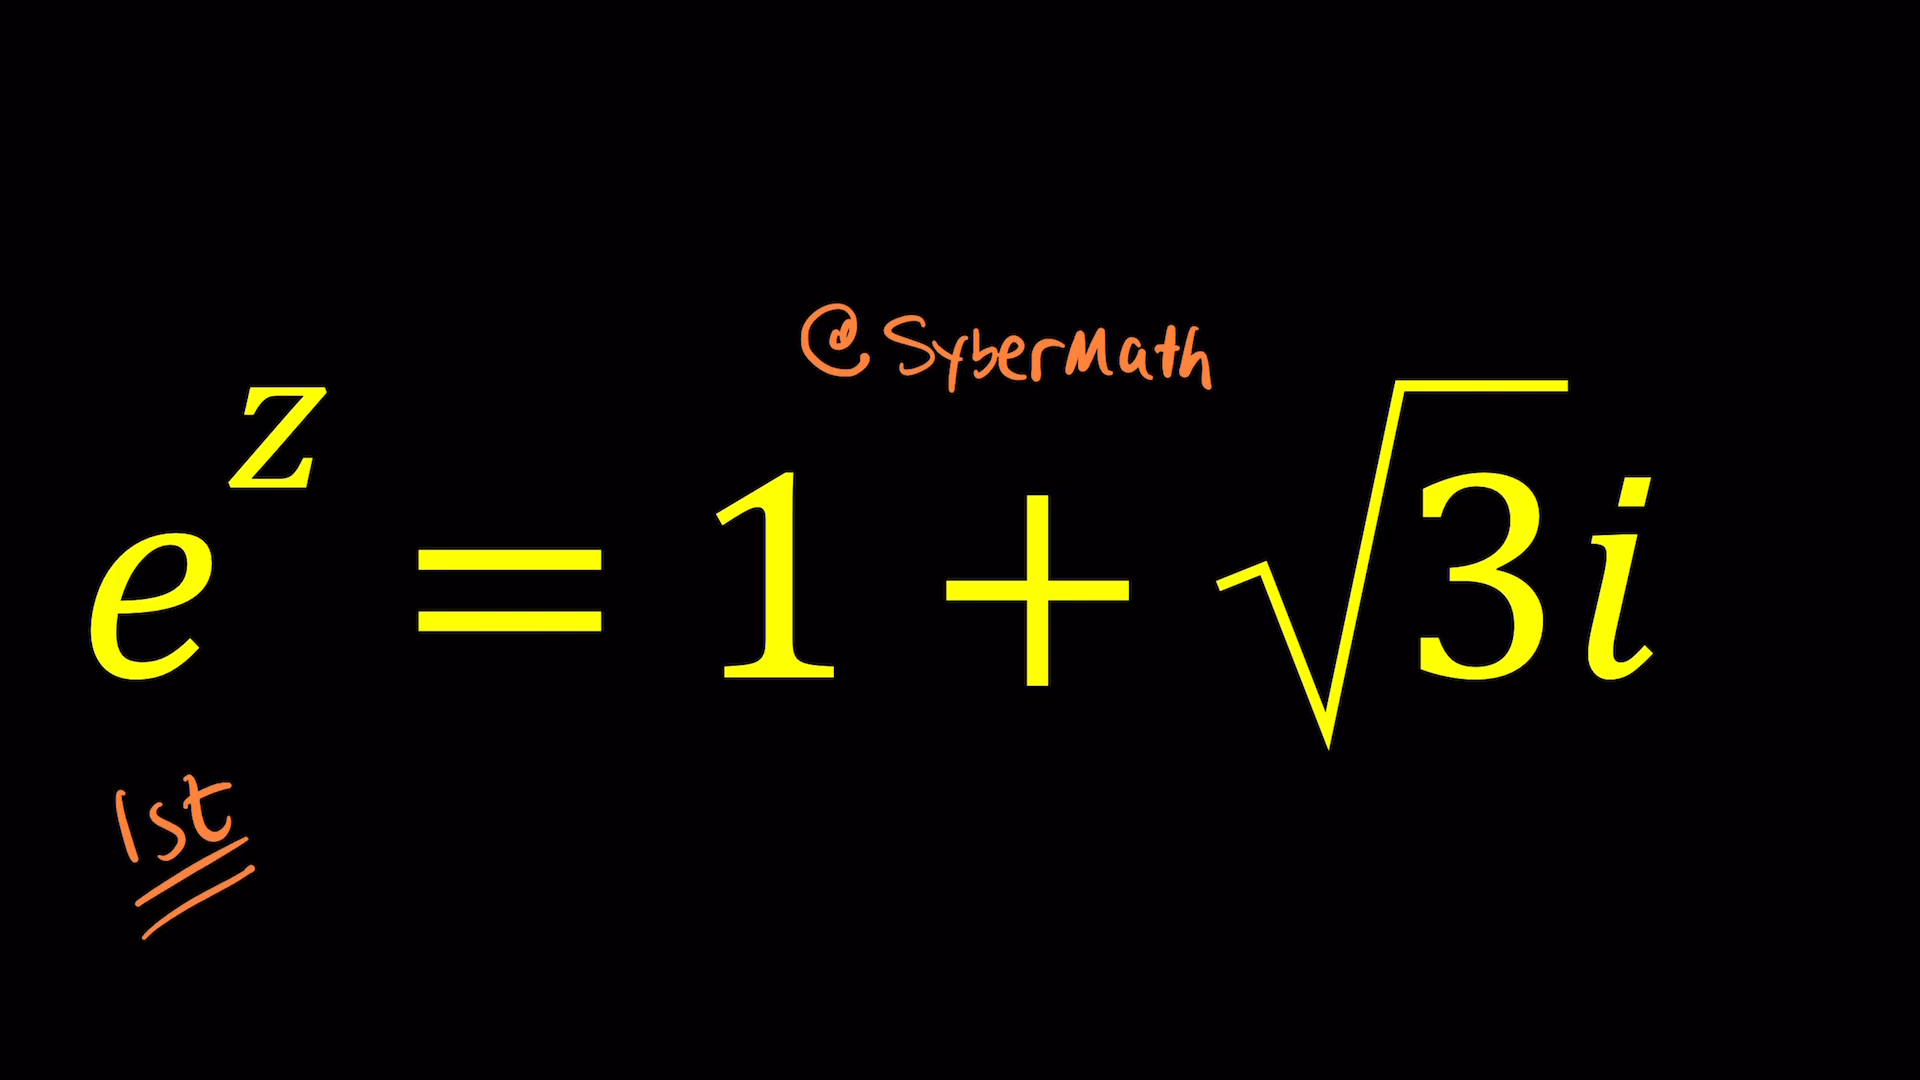 @SyberMath
e^z = 1 + √3i
1st